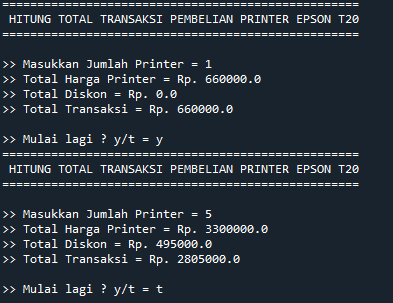 ===================================================
HITUNG TOTAL TRANSAKSI PEMBELIAN PRINTER EPSON T20
===================================================
>> Masukkan Jumlah Printer = 1
>> Total Harga Printer = Rp. 660000.0
>> Total Diskon = Rp. 0.0
>> Total Transaksi = Rp. 660000.0
>> Mulai lagi ? y/t = y
===================================================
HITUNG TOTAL TRANSAKSI PEMBELIAN PRINTER EPSON T20
===================================================
>> Masukkan Jumlah Printer = 5
>> Total Harga Printer = Rp. 3300000.0
>> Total Diskon = Rp. 495000.0
>> Total Transaksi = Rp. 2805000.0
>> Mulai lagi ? y/t = t